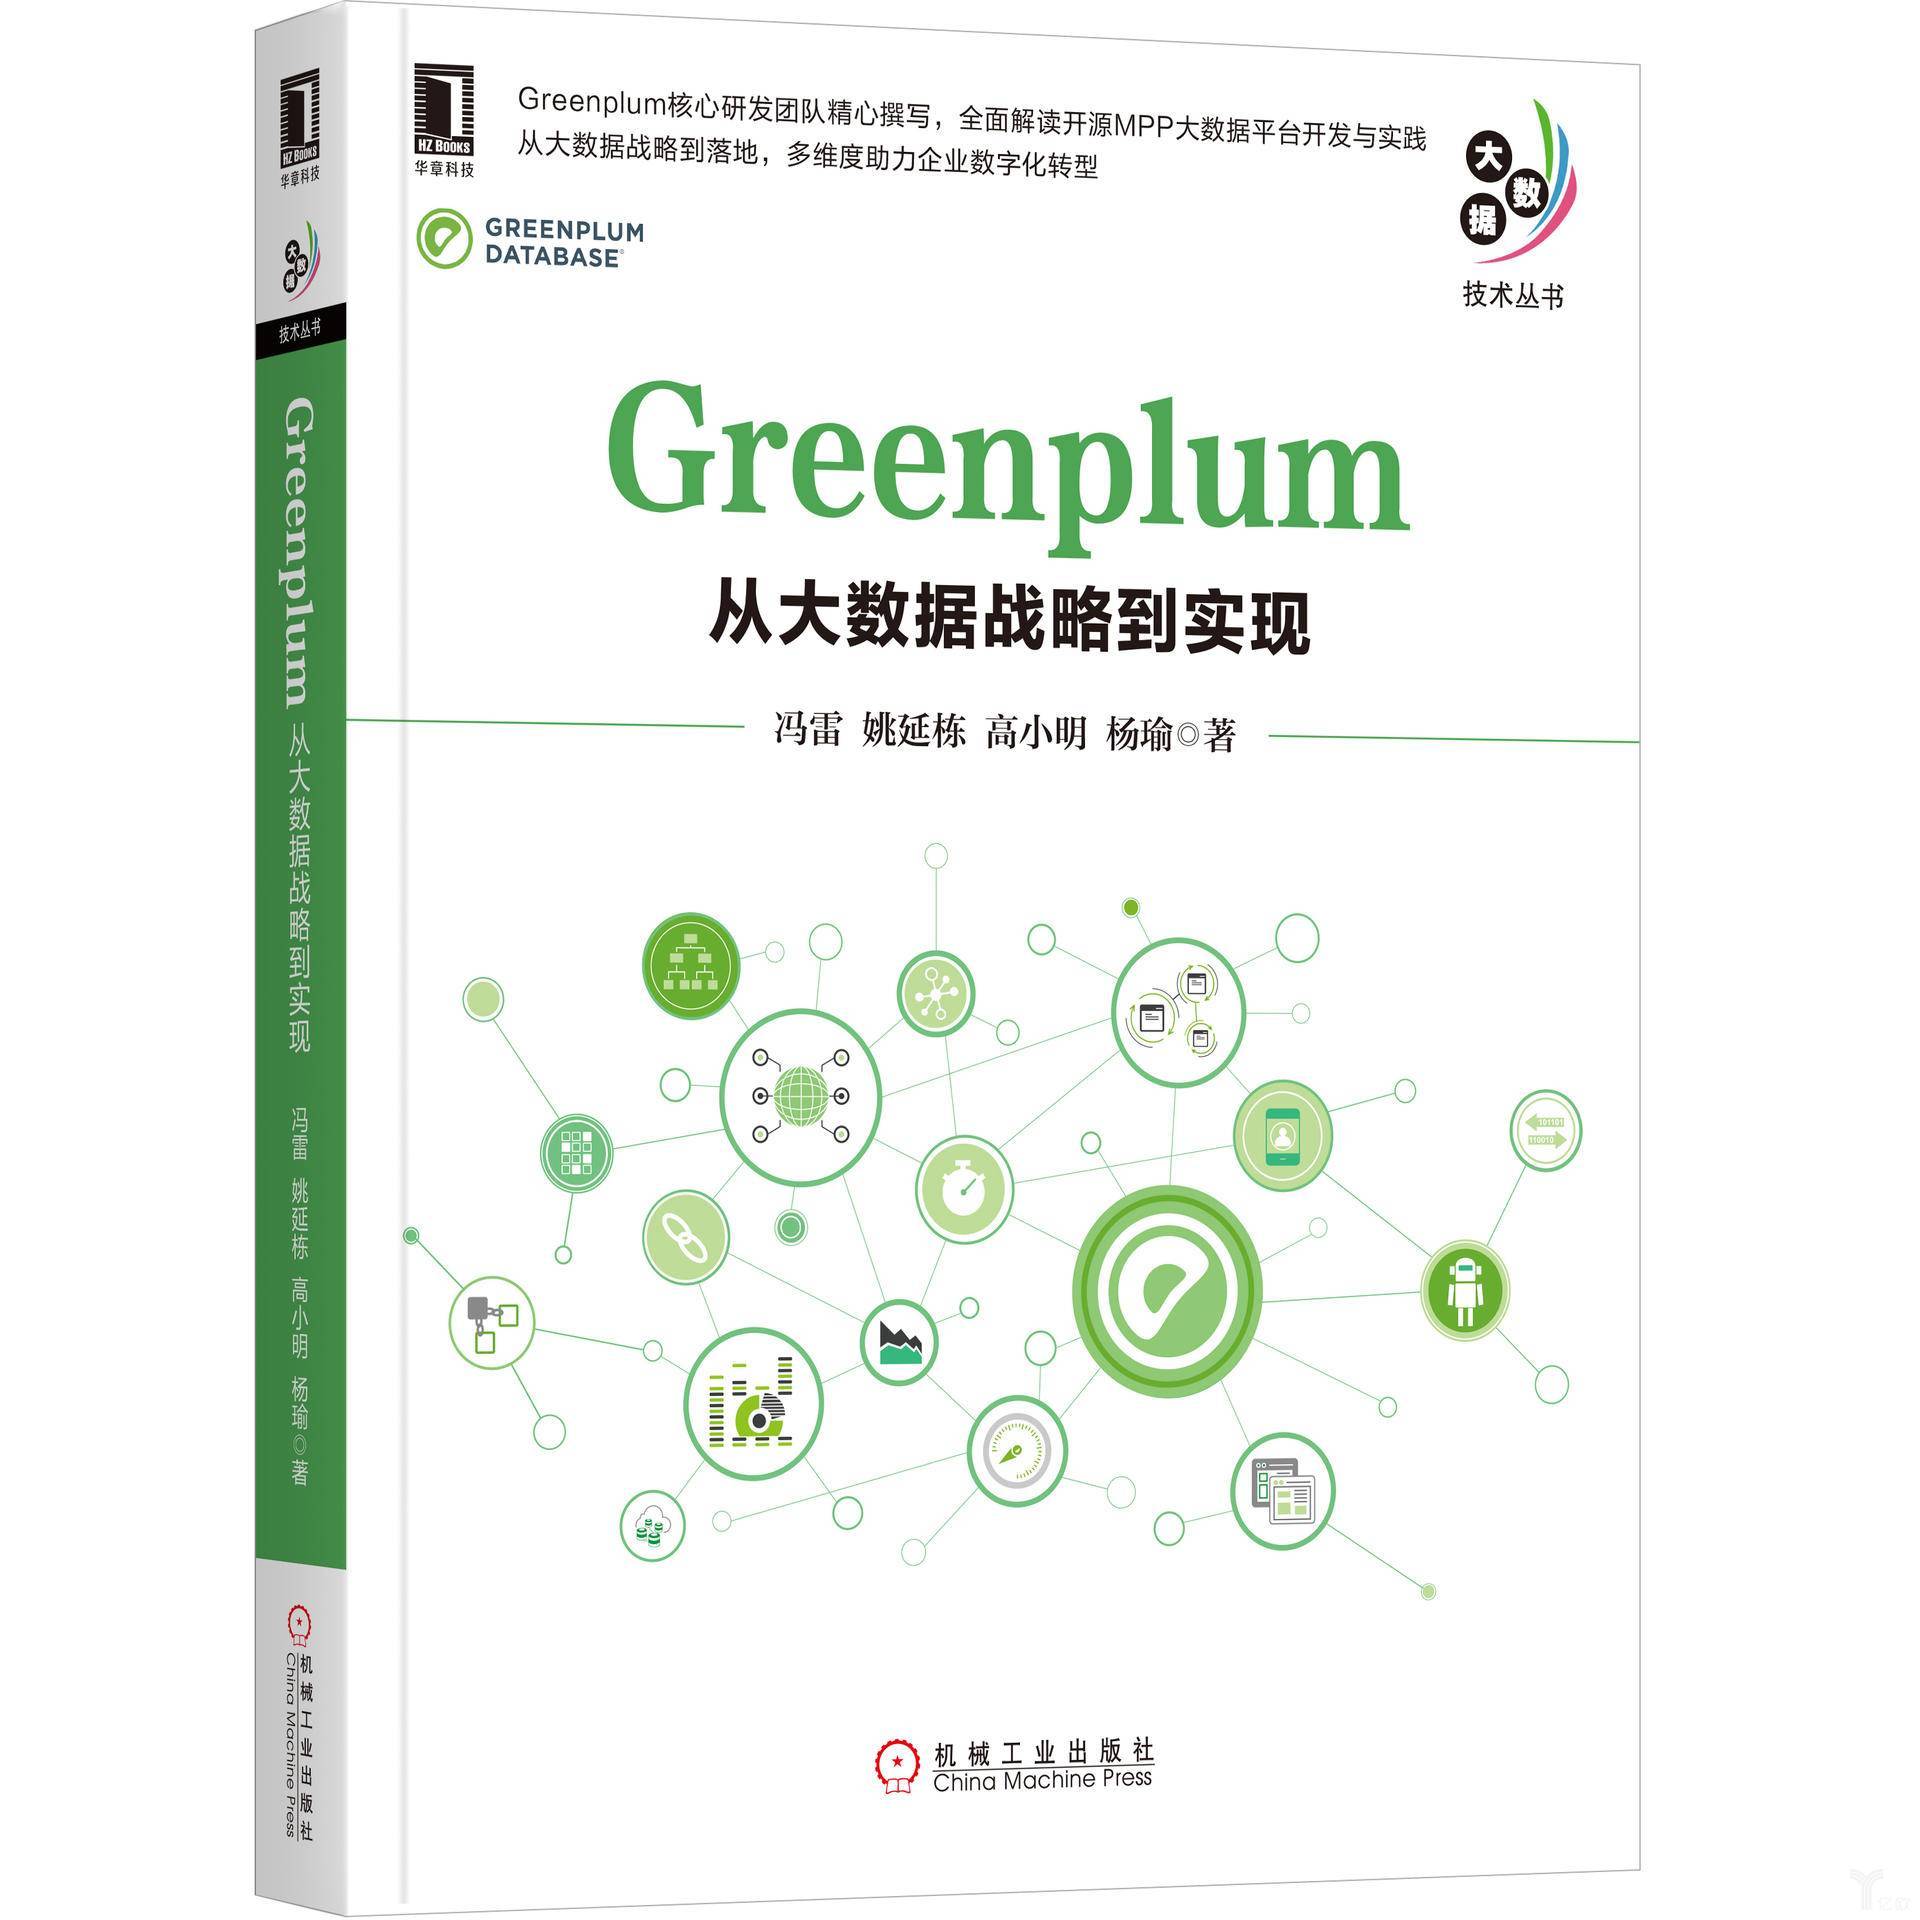 HZ BOOKS
华章科技
大数据
技术丛书
Greenplum
从大数据战略到实现
冯雷 姚延栋 高小明 杨瑜◎著
机械工业出版社
China Machine Press
HZ BOOKS
华章科技
Greenplum核心研发团队精心撰写，全面解读开源MPP大数据平台开发与实践
从大数据战略到落地，多维度助力企业数字化转型
GREENPLUM
DATABASE®
大数据
技术丛书
Greenplum
从大数据战略到实现
冯雷 姚延栋 高小明 杨瑜◎著
101101
110010
机械工业出版社
China Machine Press
亿欧